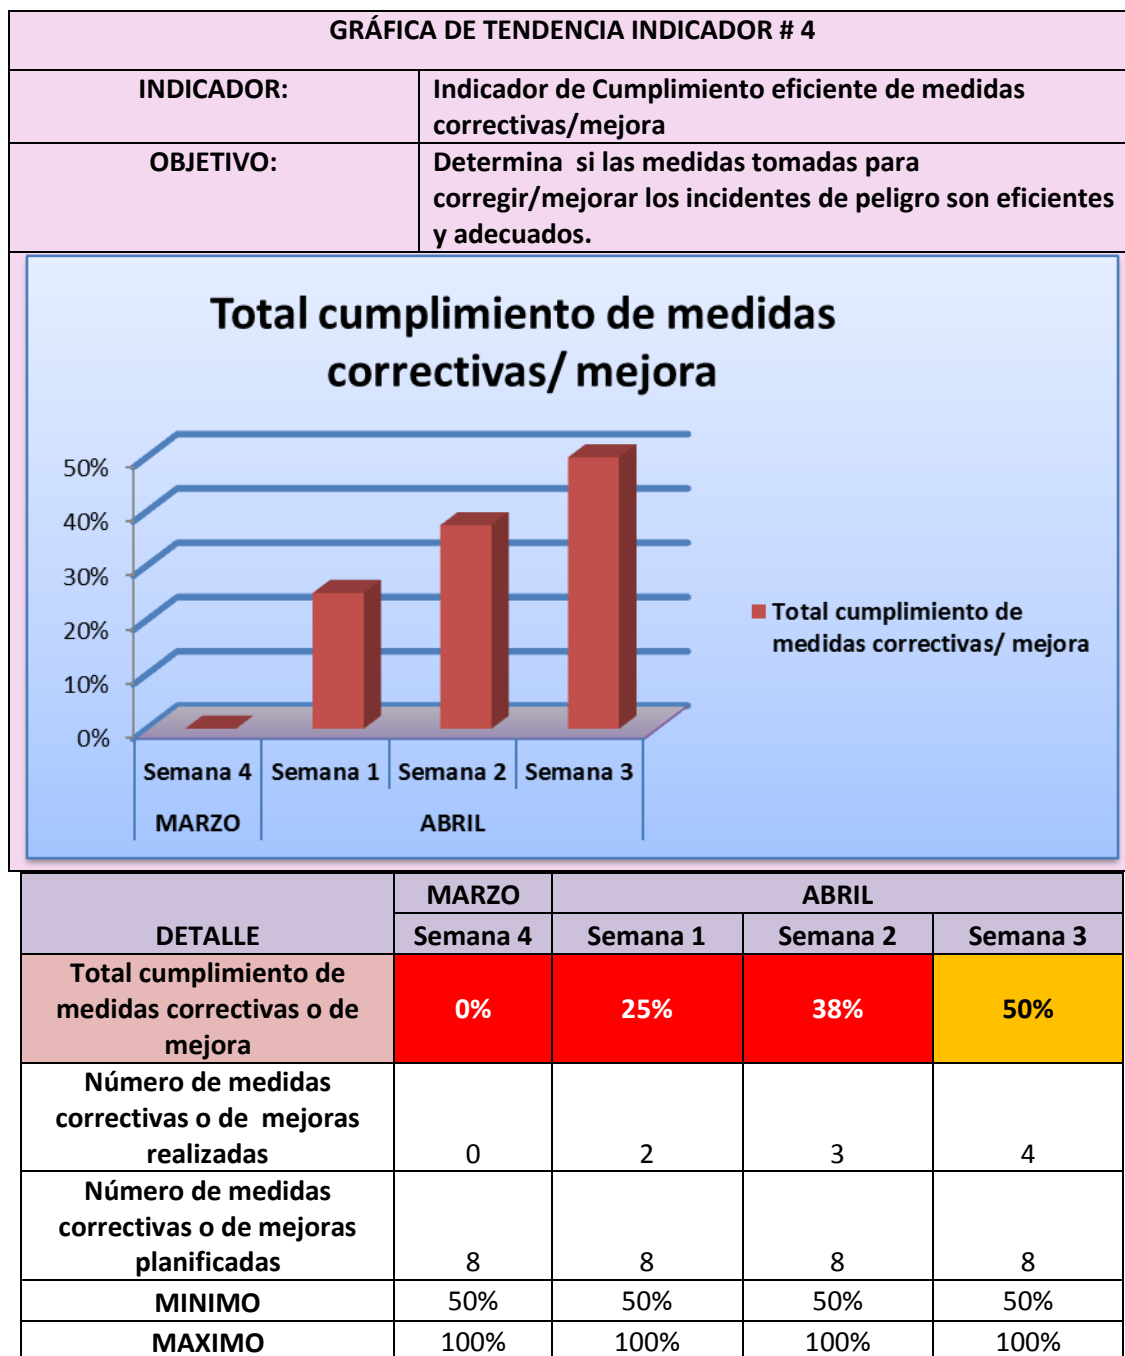 GRÁFICA DE TENDENCIA INDICADOR # 4
INDICADOR:
Indicador de Cumplimiento eficiente de medidas
correctivas/mejora
OBJETIVO:
Determina si las medidas tomadas para
corregir/mejorar los incidentes de peligro son eficientes
y adecuados.
Total cumplimiento de medidas
correctivas/ mejora
50%
40%
30%
20%
10%
0%
Semana 4 Semana 1 Semana 2 Semana 3
MARZO ABRIL
Total cumplimiento de
medidas correctivas/ mejora
MARZO ABRIL
DETALLE Semana 4 Semana 1 Semana 2 Semana 3
Total cumplimiento de
medidas correctivas o de
mejora
0% 25% 38% 50%
Número de medidas
correctivas o de mejoras
realizadas 0 2 3 4
Número de medidas
correctivas o de mejoras
planificadas 8 8 8 8
MINIMO 50% 50% 50% 50%
MAXIMO 100% 100% 100% 100%